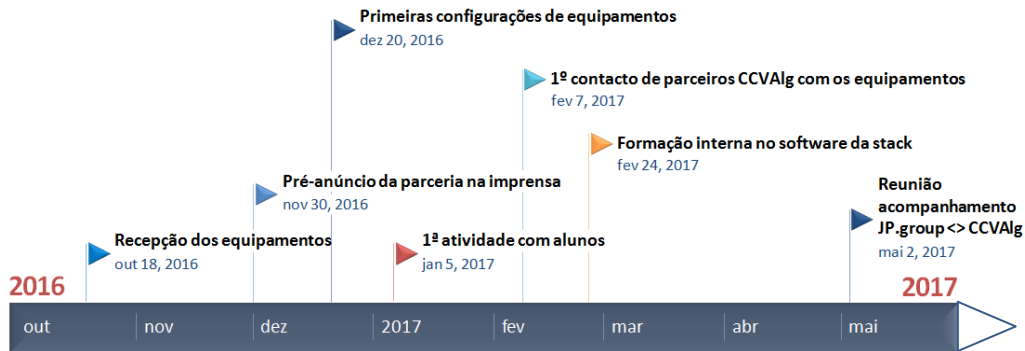 Primeiras configurações de equipamentos
dez 20, 2016
1º contacto de parceiros CCVAlg com os equipamentos
fev 7, 2017
Formação interna no software da stack
fev 24, 2017
Pré-anúncio da parceria na imprensa
nov 30, 2016
Reunião
acompanhamento
JP.group <> CCVAlg
mai 2, 2017
Recepção dos equipamentos
out 18, 2016
1ª atividade com alunos
jan 5, 2017
2016
2017
out
nov
dez
2017
fev
mar
abr
mai